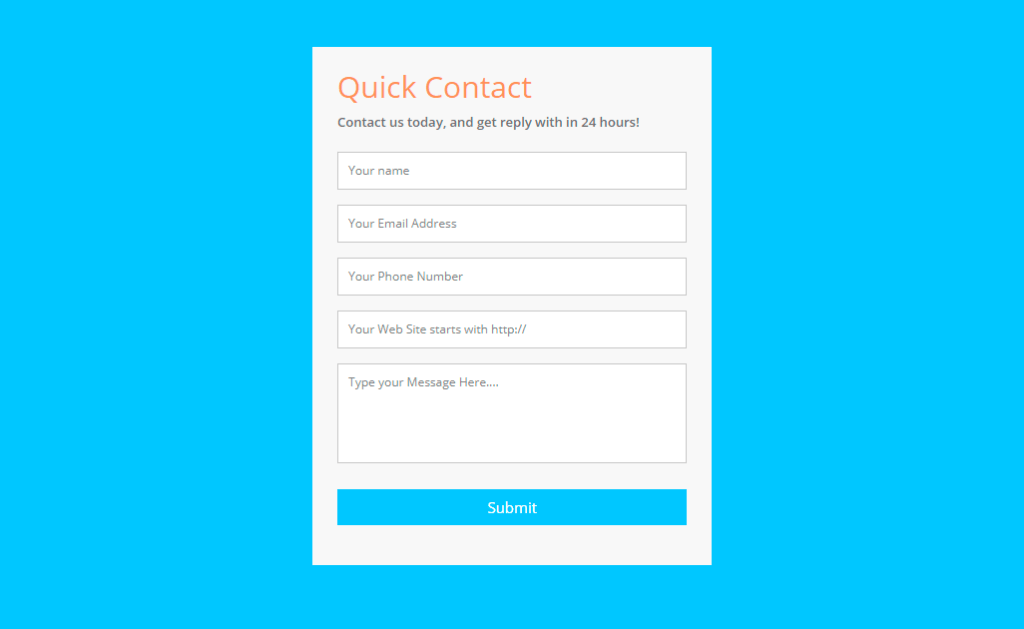 Quick Contact
Contact us today, and get reply with in 24 hours!
Your name
Your Email Address
Your Phone Number
Your Web Site starts with http://
Type your Message Here....
Submit